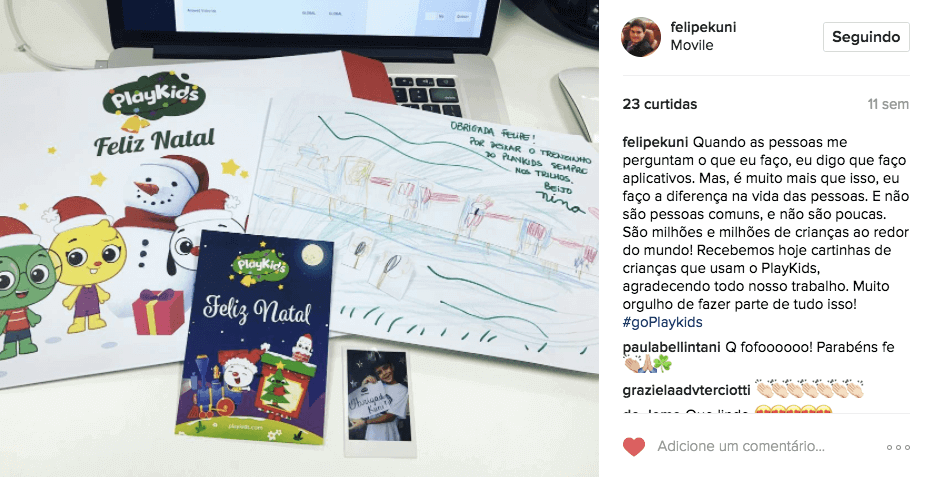 PlayKids
Feliz Natal
OBRIGADA FELIPE!
POR DEIXAR O TRENZINHO
DO PLAYKIDS SEMPRE
NOS TRILHOS.
BEIJO
Nina
PlayKids
Feliz Natal
playkids.com
Obrigado
Kuni!
felipekuni
Movile
Seguindo
23 curtidas
11 sem
felipekuni Quando as pessoas me
perguntam o que eu faço, eu digo que faço
aplicativos. Mas, é muito mais que isso, eu
faço a diferença na vida das pessoas. E não
são pessoas comuns, e não são poucas.
São milhões e milhões de crianças ao redor
do mundo! Recebemos hoje cartinhas de
crianças que usam o PlayKids,
agradecendo todo nosso trabalho. Muito
orgulho de fazer parte de tudo isso!
#goPlaykids
paulabellintani Q fofoooooo! Parabéns fe
👏🏻🙏🏼🍀
grazielaadvterciotti 👏🏻👏🏻👏🏻👏🏻👏🏻👏🏻👏🏻
Adicione um comentário...